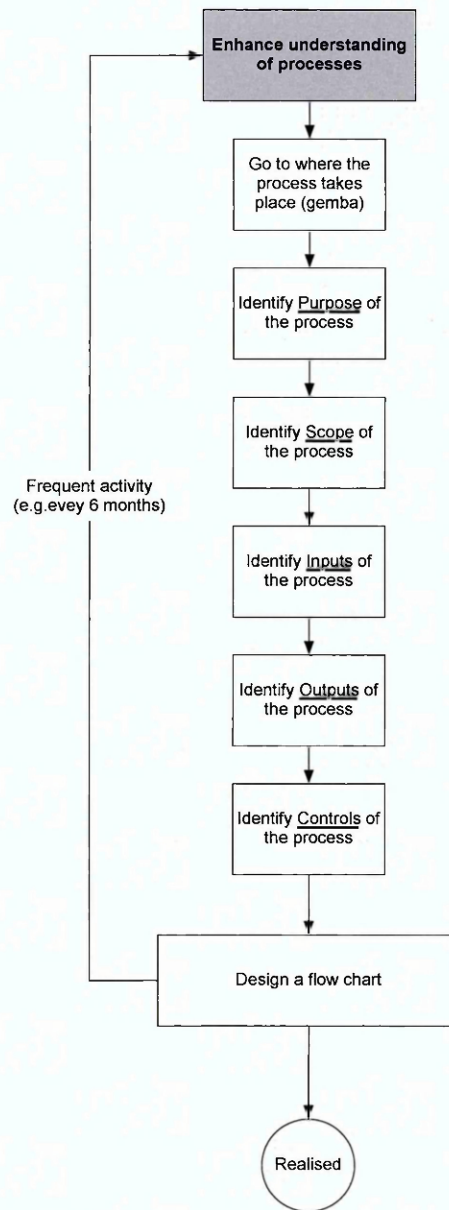 Enhance understanding
of processes
Go to where the
process takes
place (gemba)
Identify Purpose of
the process
Identify Scope of
the process
Frequent activity
(e.g.evey 6 months)
Identify Inputs of
the process
Identify Outputs of
the process
Identify Controls of
the process
Design a flow chart
Realised